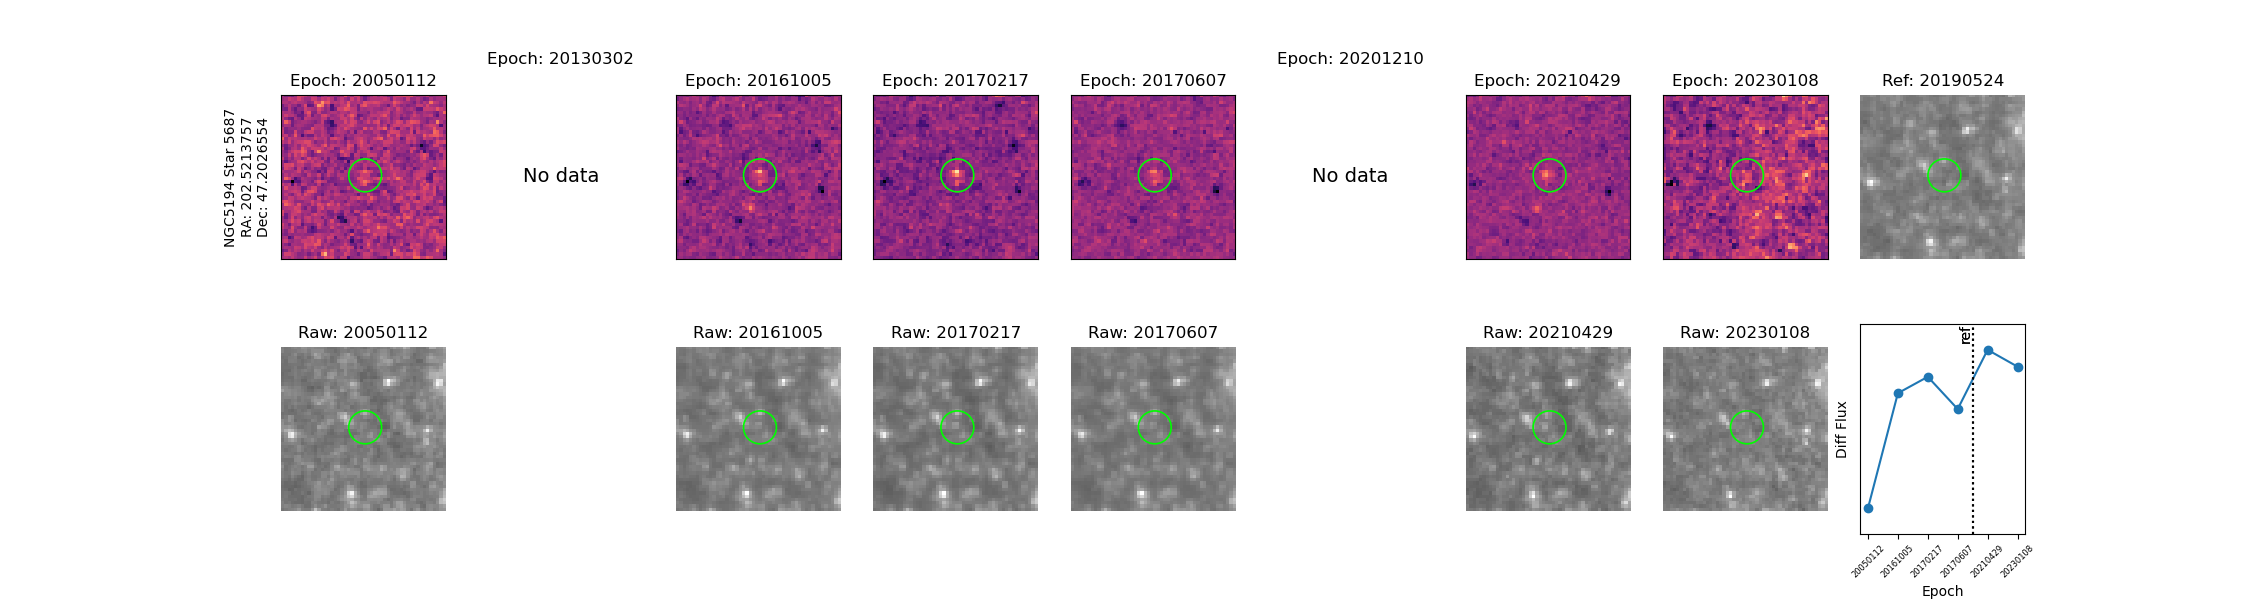 NGC5194 Star 5687
RA: 202.5213757
Dec: 47.2026554
Epoch: 20050112
Epoch: 20130302
No data
Epoch: 20161005
Epoch: 20170217
Epoch: 20170607
Epoch: 20201210
No data
Epoch: 20210429
Epoch: 20230108
Ref: 20190524
Raw: 20050112
Raw: 20161005
Raw: 20170217
Raw: 20170607
Raw: 20210429
Raw: 20230108
ref
Diff Flux
20050112
20161005
20170217
20170607
20210429
20230108
Epoch